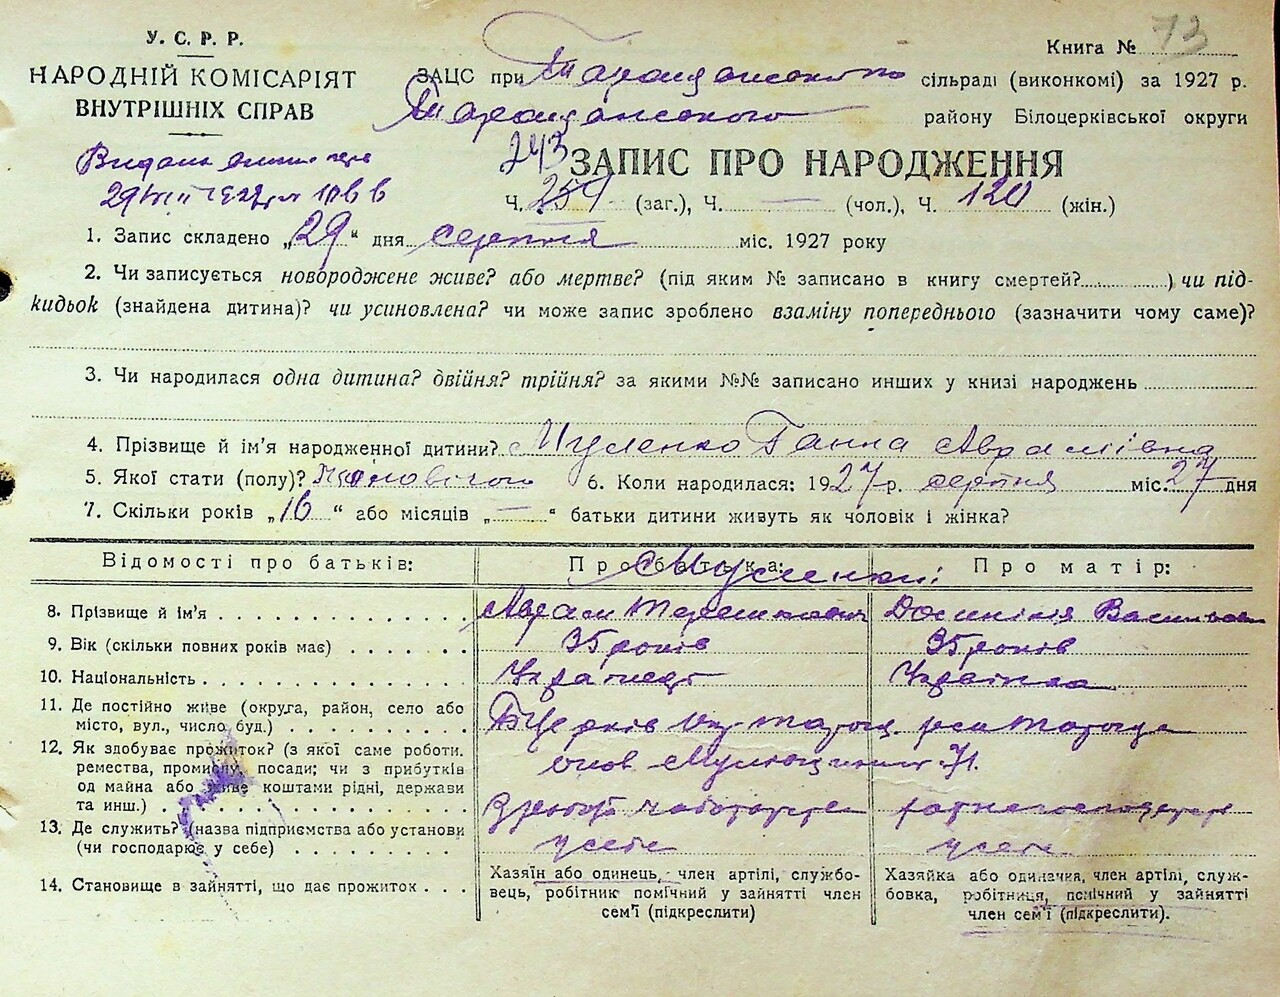 У. С. Р. Р.
НАРОДНІЙ КОМІСАРІЯТ
ВНУТРІШНІХ СПРАВ
Книга № 73
ЗАЦС при Таращанському сільраді (виконкомі) за 1927 р.
Таращанського району Білоцерківської округи
Видана
243
ЗАПИС ПРО НАРОДЖЕННЯ
Ч. 259 (заг.), Ч. — (чол.), Ч. 120 (жін.)
1. Запис складено „29“ дня серпня міс. 1927 року
2. Чи записується новороджене живе? або мертве? (під яким № записано в книгу смертей? ) чи під-
кидьок (знайдена дитина)? чи усиновлена? чи може запис зроблено взаміну попереднього (зазначити чому саме)?
3. Чи народилася одна дитина? двійня? трійня? за якими №№ записано инших у книзі народжень
4. Прізвище й ім'я народженної дитини? Ганна Аврамівна
5. Якої стати (полу)? 6. Коли народилася: 1927 р. серпня міс. 27 дня
7. Скільки років „16“ або місяців „—“ батьки дитини живуть як чоловік і жінка?
Відомості про батьків: Про батька: Про матір:
8. Прізвище й ім'я Аврам Терешкович
9. Вік (скільки повних років має) 35 років 35 років
10. Національність Українець Українка
11. Де постійно живе (округа, район, село або
місто, вул., число буд.)
12. Як здобуває прожиток? (з якої саме роботи.
ремества, промислу, посади; чи з прибутків
од майна або живе коштами рідні, держави
та инш.)
13. Де служить? (назва підприємства або установи
(чи господарює у себе) у себе у себе
14. Становище в зайнятті, що дає прожиток
Хазяїн або одинець, член артілі, службо-
вець, робітник помічний у зайнятті член
сем'ї (підкреслити)
Хазяйка або одиначка, член артілі, служ-
бовка, робітниця, помічний у зайнятті
член сем'ї (підкреслити).